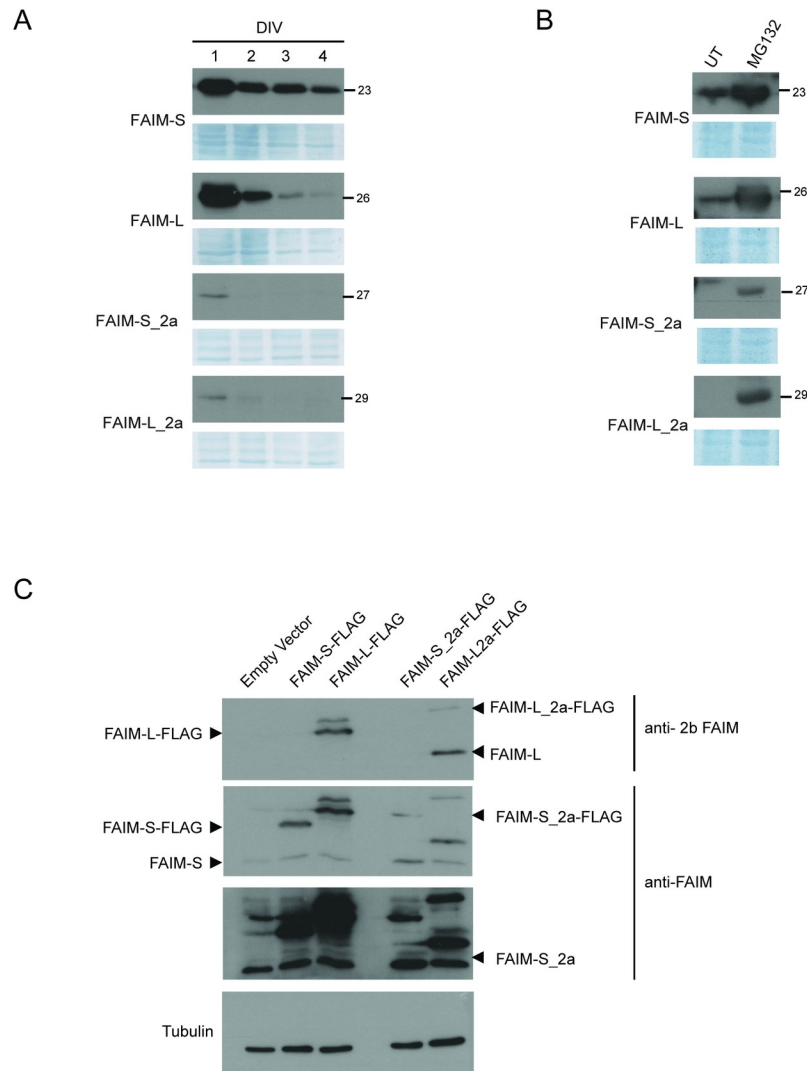 A
DIV
1 2 3 4
FAIM-S
23
FAIM-L
26
FAIM-S_2a
27
FAIM-L_2a
29
B
UT
MG132
FAIM-S
23
FAIM-L
26
FAIM-S_2a
27
FAIM-L_2a
29
C
Empty Vector
FAIM-S-FLAG
FAIM-L-FLAG
FAIM-S_2a-FLAG
FAIM-L2a-FLAG
FAIM-L-FLAG
FAIM-L_2a-FLAG
FAIM-L
anti- 2b FAIM
FAIM-S-FLAG
FAIM-S
FAIM-S_2a-FLAG
anti-FAIM
FAIM-S_2a
Tubulin